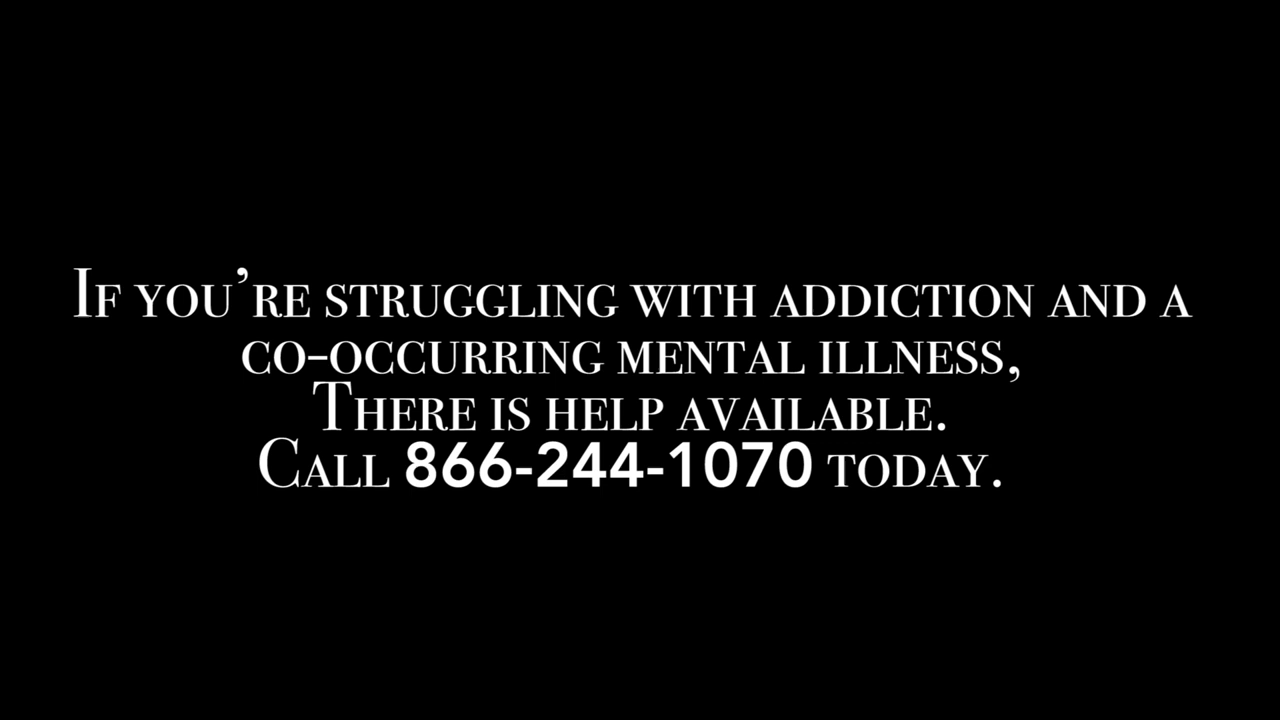 If you’re struggling with addiction and a
co-occurring mental illness,
There is help available.
Call 866-244-1070 today.